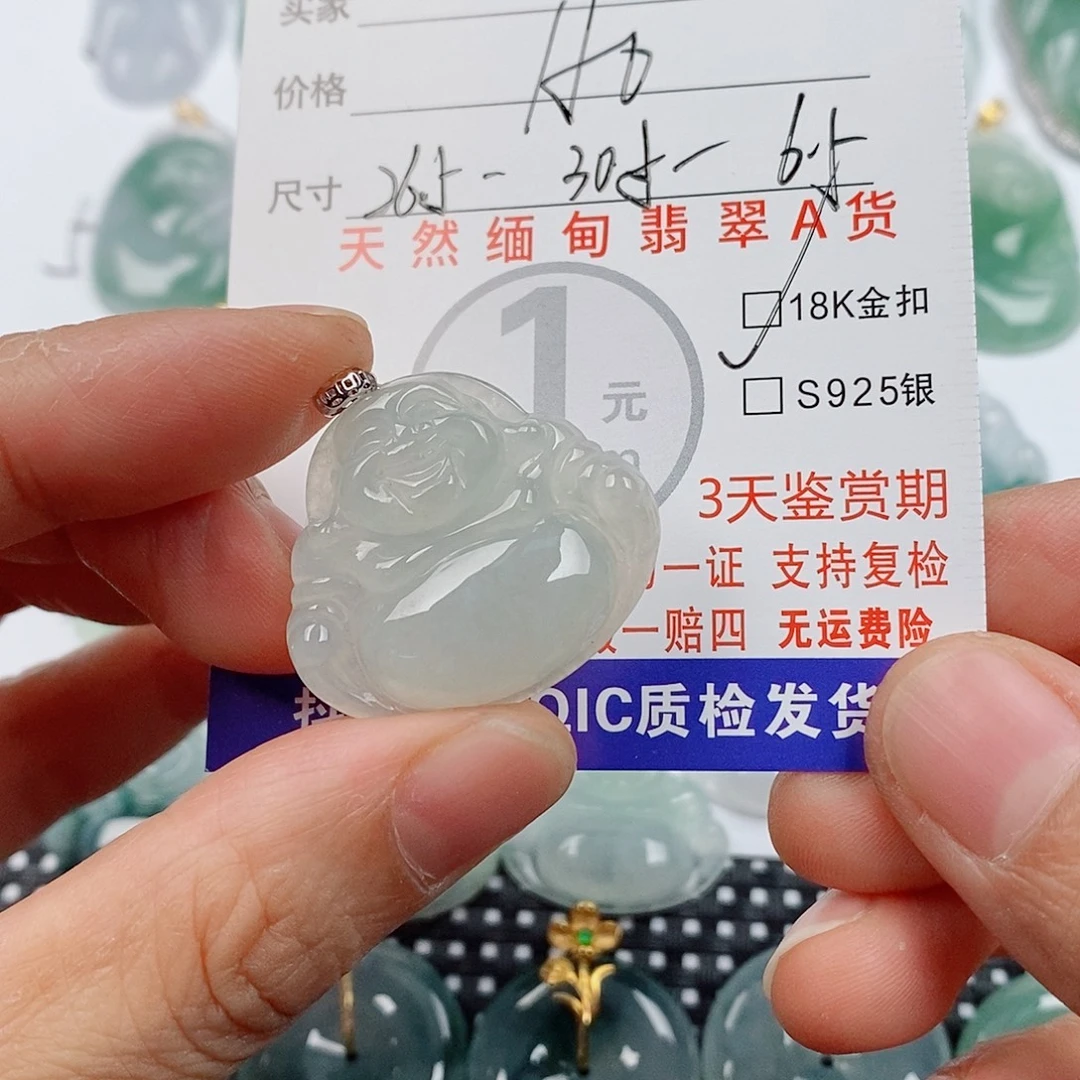 买家
价格
尺寸 26.5 - 30.5 - 6.5
天然缅甸翡翠A货
1元
18K金扣
S925银
3天鉴赏期
一证 支持复检
一赔四 无运费险
QIC质检发货